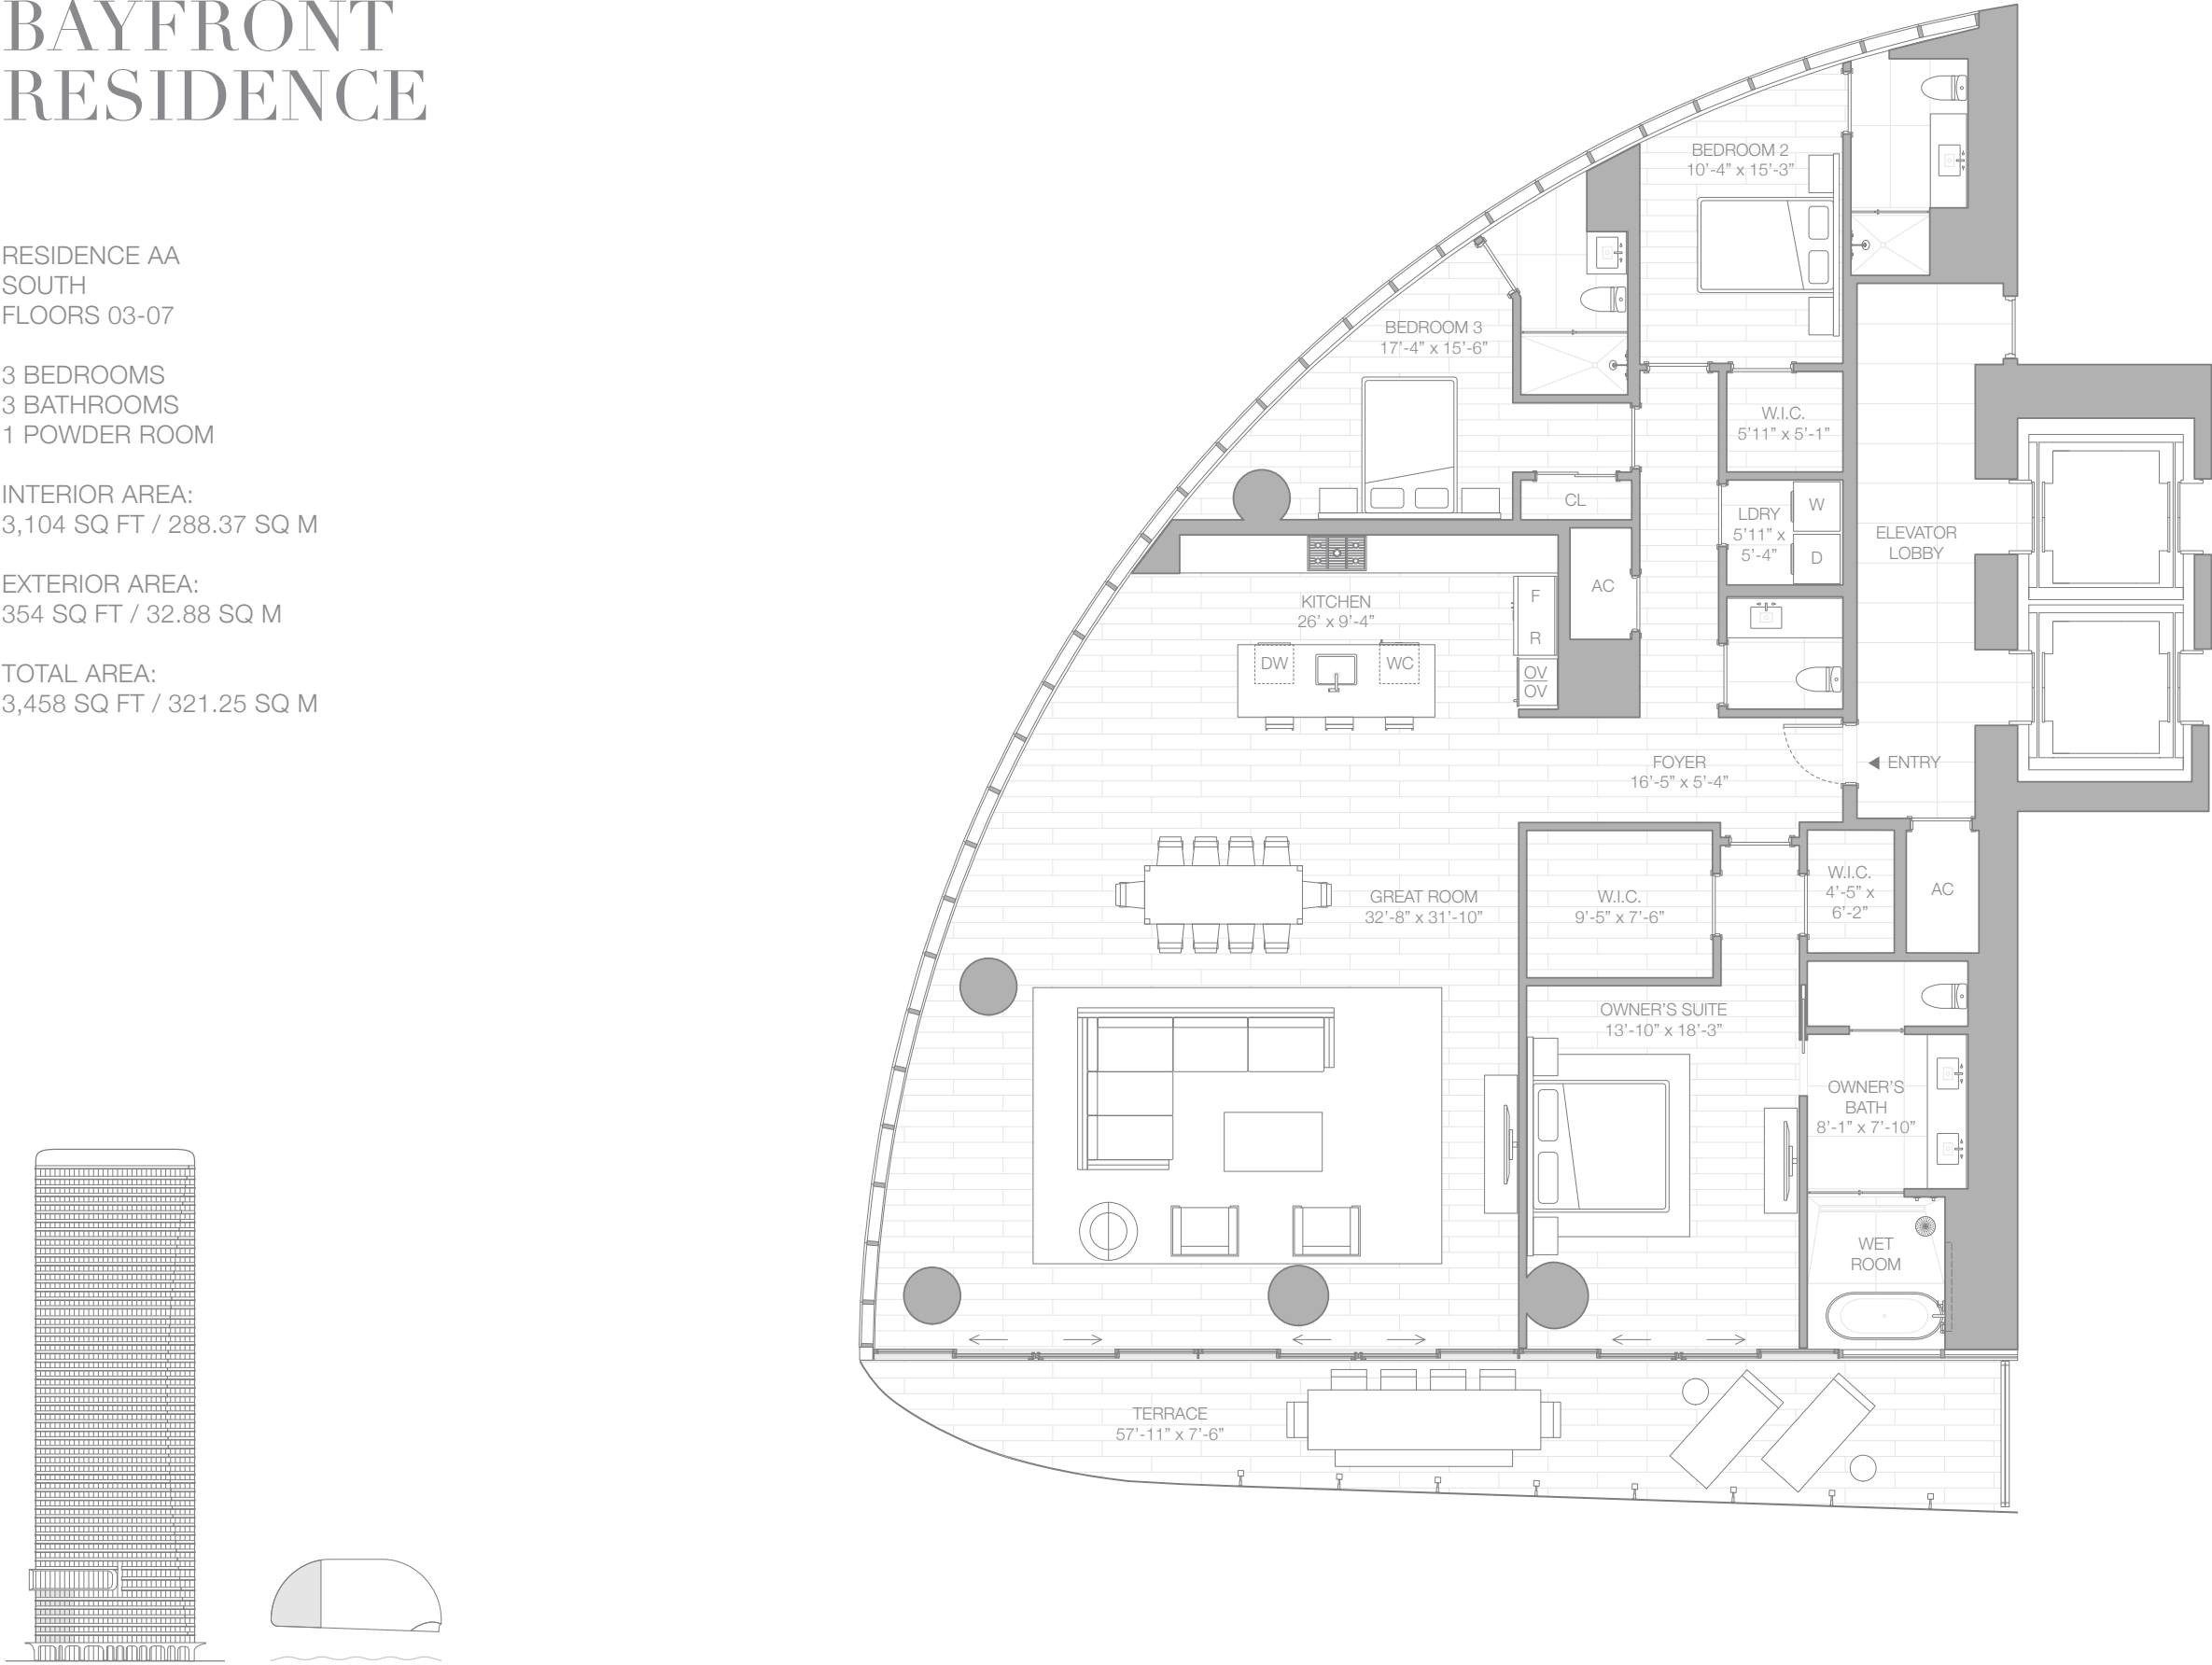 BAYFRONT
RESIDENCE
RESIDENCE AA
SOUTH
FLOORS 03-07
3 BEDROOMS
3 BATHROOMS
1 POWDER ROOM
INTERIOR AREA:
3,104 SQ FT / 288.37 SQ M
EXTERIOR AREA:
354 SQ FT / 32.88 SQ M
TOTAL AREA:
3,458 SQ FT / 321.25 SQ M
BEDROOM 2
10'-4" x 15'-3"
BEDROOM 3
17'-4" x 15'-6"
W.I.C.
5'11" x 5'-1"
CL
LDRY
5'11" x
5'-4"
W
D
ELEVATOR
LOBBY
AC
KITCHEN
26' x 9'-4"
F
R
DW
WC
OV
OV
FOYER
16'-5" x 5'-4"
ENTRY
GREAT ROOM
32'-8" x 31'-10"
W.I.C.
9'-5" x 7'-6"
W.I.C.
4'-5" x
6'-2"
AC
OWNER'S SUITE
13'-10" x 18'-3"
OWNER'S
BATH
8'-1" x 7'-10"
WET
ROOM
TERRACE
57'-11" x 7'-6"